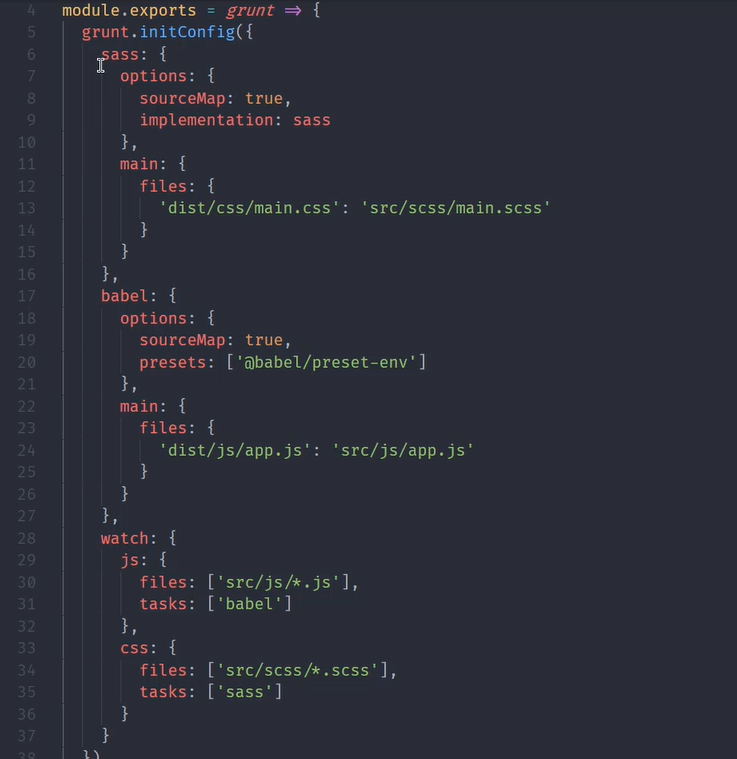 4 module.exports = grunt => {
5   grunt.initConfig({
6     sass: {
7       options: {
8         sourceMap: true,
9         implementation: sass
10       },
11       main: {
12         files: {
13           'dist/css/main.css': 'src/scss/main.scss'
14         }
15       }
16     },
17     babel: {
18       options: {
19         sourceMap: true,
20         presets: ['@babel/preset-env']
21       },
22       main: {
23         files: {
24           'dist/js/app.js': 'src/js/app.js'
25         }
26       }
27     },
28     watch: {
29       js: {
30         files: ['src/js/*.js'],
31         tasks: ['babel']
32       },
33       css: {
34         files: ['src/scss/*.scss'],
35         tasks: ['sass']
36       }
37     }
38   })